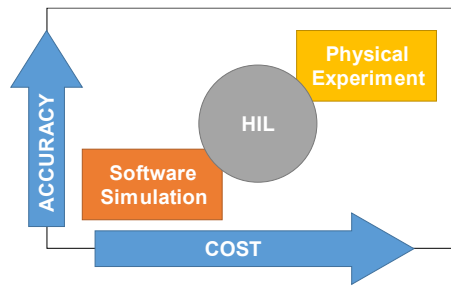 Physical
Experiment
HIL
Software
Simulation
ACCURACY
COST